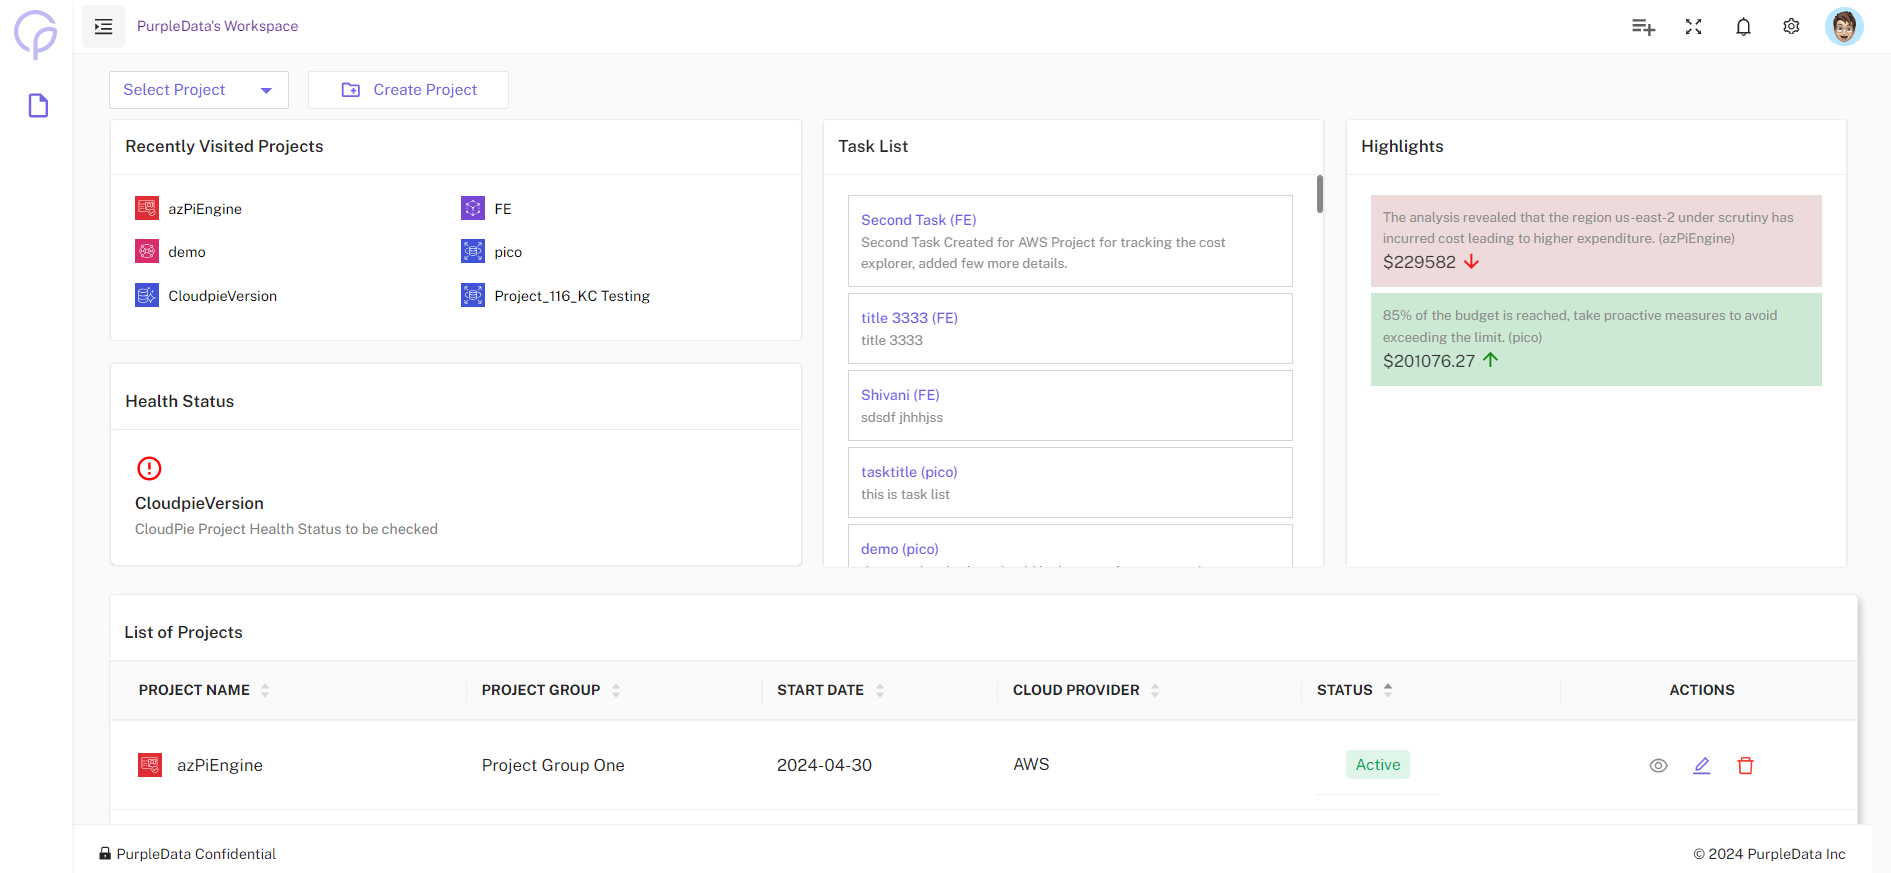 PurpleData's Workspace
Select Project
Create Project
Recently Visited Projects
azPiEngine
FE
demo
pico
CloudpieVersion
Project_116_KC Testing
Health Status
CloudpieVersion
CloudPie Project Health Status to be checked
Task List
Second Task (FE)
Second Task Created for AWS Project for tracking the cost
explorer, added few more details.
title 3333 (FE)
title 3333
Shivani (FE)
sdsdf jhhhjss
tasktitle (pico)
this is task list
demo (pico)
Highlights
The analysis revealed that the region us-east-2 under scrutiny has
incurred cost leading to higher expenditure. (azPiEngine)
$229582
85% of the budget is reached, take proactive measures to avoid
exceeding the limit. (pico)
$201076.27
List of Projects
PROJECT NAME PROJECT GROUP START DATE CLOUD PROVIDER STATUS ACTIONS
azPiEngine Project Group One 2024-04-30 AWS Active
PurpleData Confidential
© 2024 PurpleData Inc